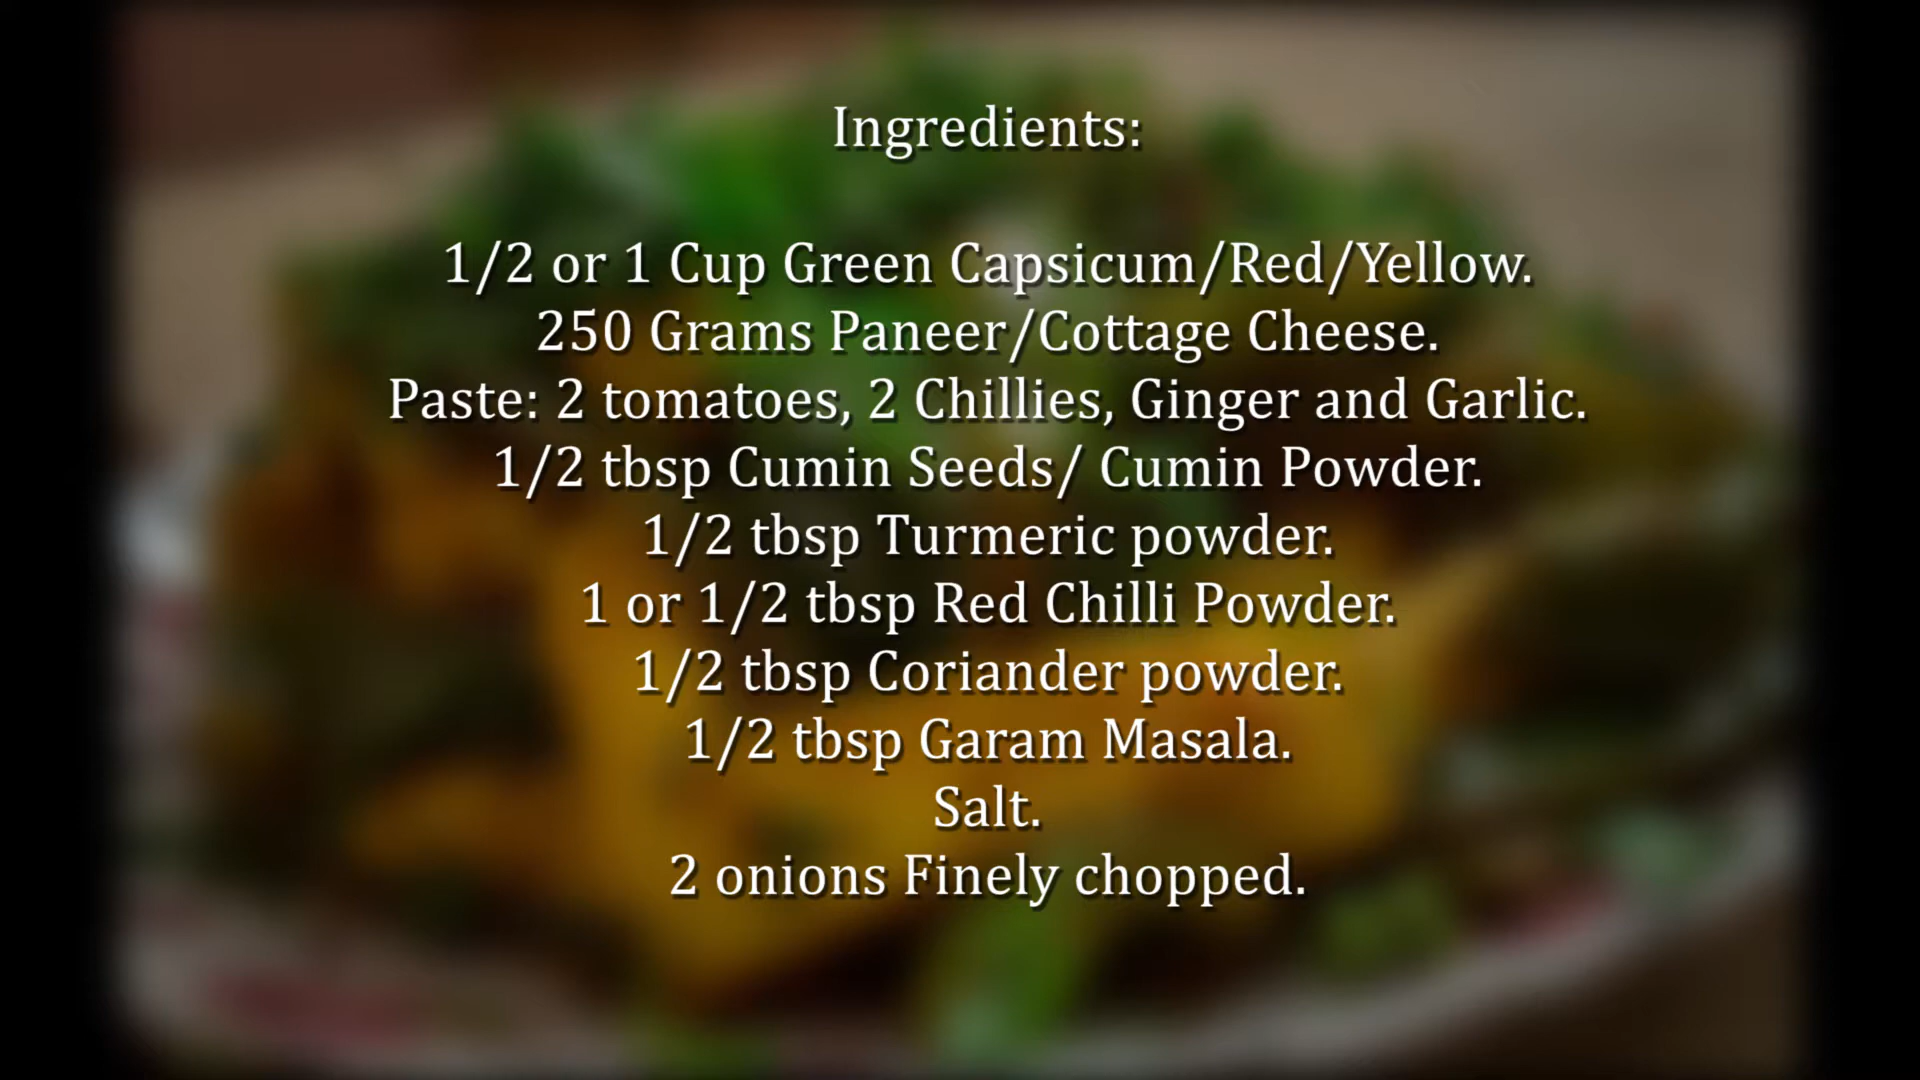 Ingredients:
1/2 or 1 Cup Green Capsicum/Red/Yellow.
250 Grams Paneer/Cottage Cheese.
Paste: 2 tomatoes, 2 Chillies, Ginger and Garlic.
1/2 tbsp Cumin Seeds/ Cumin Powder.
1/2 tbsp Turmeric powder.
1 or 1/2 tbsp Red Chilli Powder.
1/2 tbsp Coriander powder.
1/2 tbsp Garam Masala.
Salt.
2 onions Finely chopped.